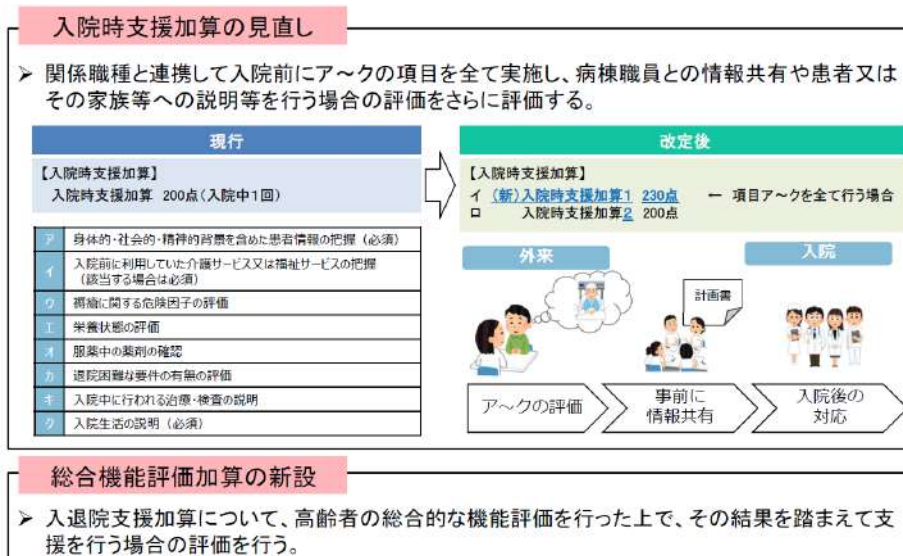 入院時支援加算の見直し
➢ 関係職種と連携して入院前にア～クの項目を全て実施し、病棟職員との情報共有や患者又は
その家族等への説明等を行う場合の評価をさらに評価する。
現行
【入院時支援加算】
入院時支援加算 200点(入院中1回)
ア 身体的・社会的・精神的背景を含めた患者情報の把握（必須）
イ 入院前に利用していた介護サービス又は福祉サービスの把握
（該当する場合は必須）
ウ 褥瘡に関する危険因子の評価
エ 栄養状態の評価
オ 服薬中の薬剤の確認
カ 退院困難な要件の有無の評価
キ 入院中に行われる治療・検査の説明
ク 入院生活の説明（必須）
改定後
【入院時支援加算】
イ (新)入院時支援加算1 230点 ← 項目ア～クを全て行う場合
ロ 入院時支援加算2 200点
外来
計画書
入院
ア～クの評価
事前に
情報共有
入院後の
対応
総合機能評価加算の新設
➢ 入退院支援加算について、高齢者の総合的な機能評価を行った上で、その結果を踏まえて支
援を行う場合の評価を行う。